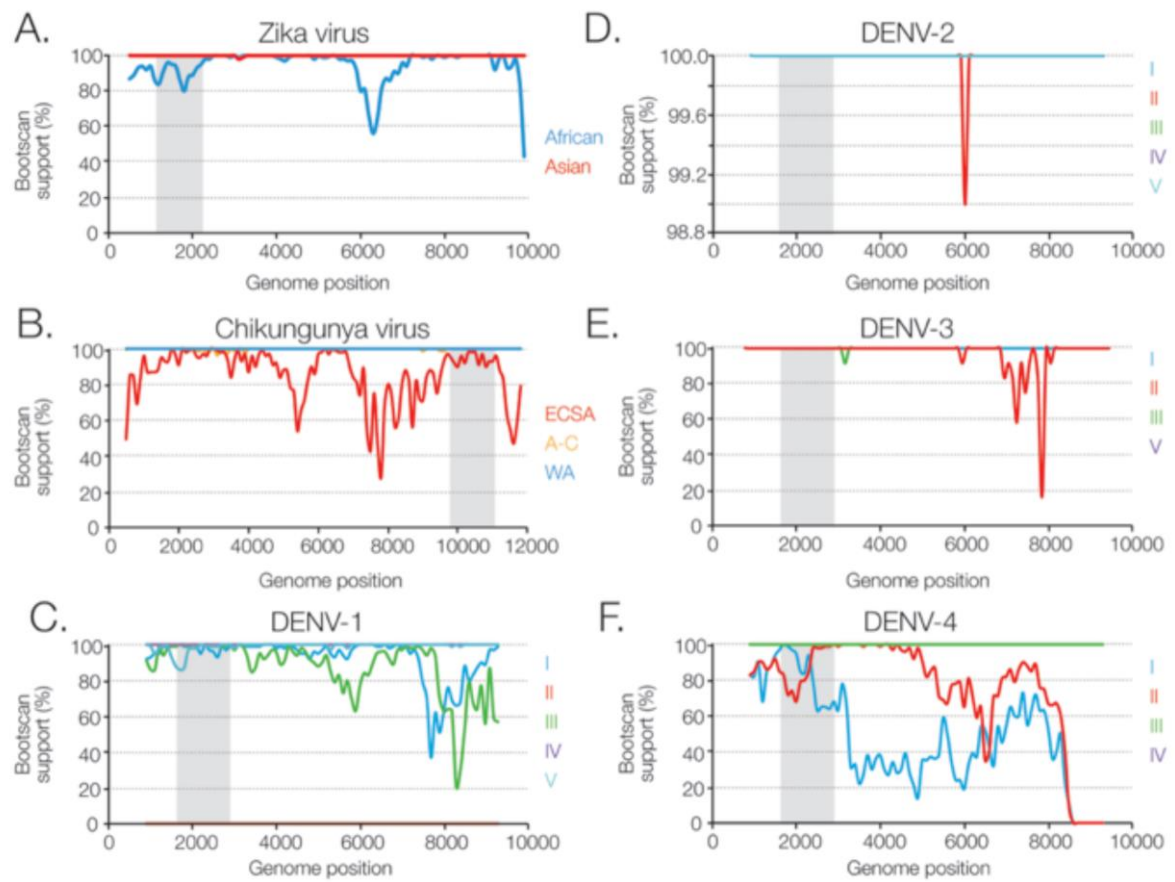 A.
Zika virus
Bootscan
support (%)
100
80
60
40
20
0
0 2000 4000 6000 8000 10000
Genome position
African
Asian
B.
Chikungunya virus
Bootscan
support (%)
100
80
60
40
20
0
0 2000 4000 6000 8000 10000 12000
Genome position
ECSA
A-C
WA
C.
DENV-1
Bootscan
support (%)
100
80
60
40
20
0
0 2000 4000 6000 8000 10000
Genome position
I
II
III
IV
V
D.
DENV-2
Bootscan
support (%)
100.0
99.6
99.2
98.8
0 2000 4000 6000 8000 10000
Genome position
I
II
III
IV
V
E.
DENV-3
Bootscan
support (%)
100
80
60
40
20
0
0 2000 4000 6000 8000 10000
Genome position
I
II
III
V
F.
DENV-4
Bootscan
support (%)
100
80
60
40
20
0
0 2000 4000 6000 8000 10000
Genome position
I
II
III
IV